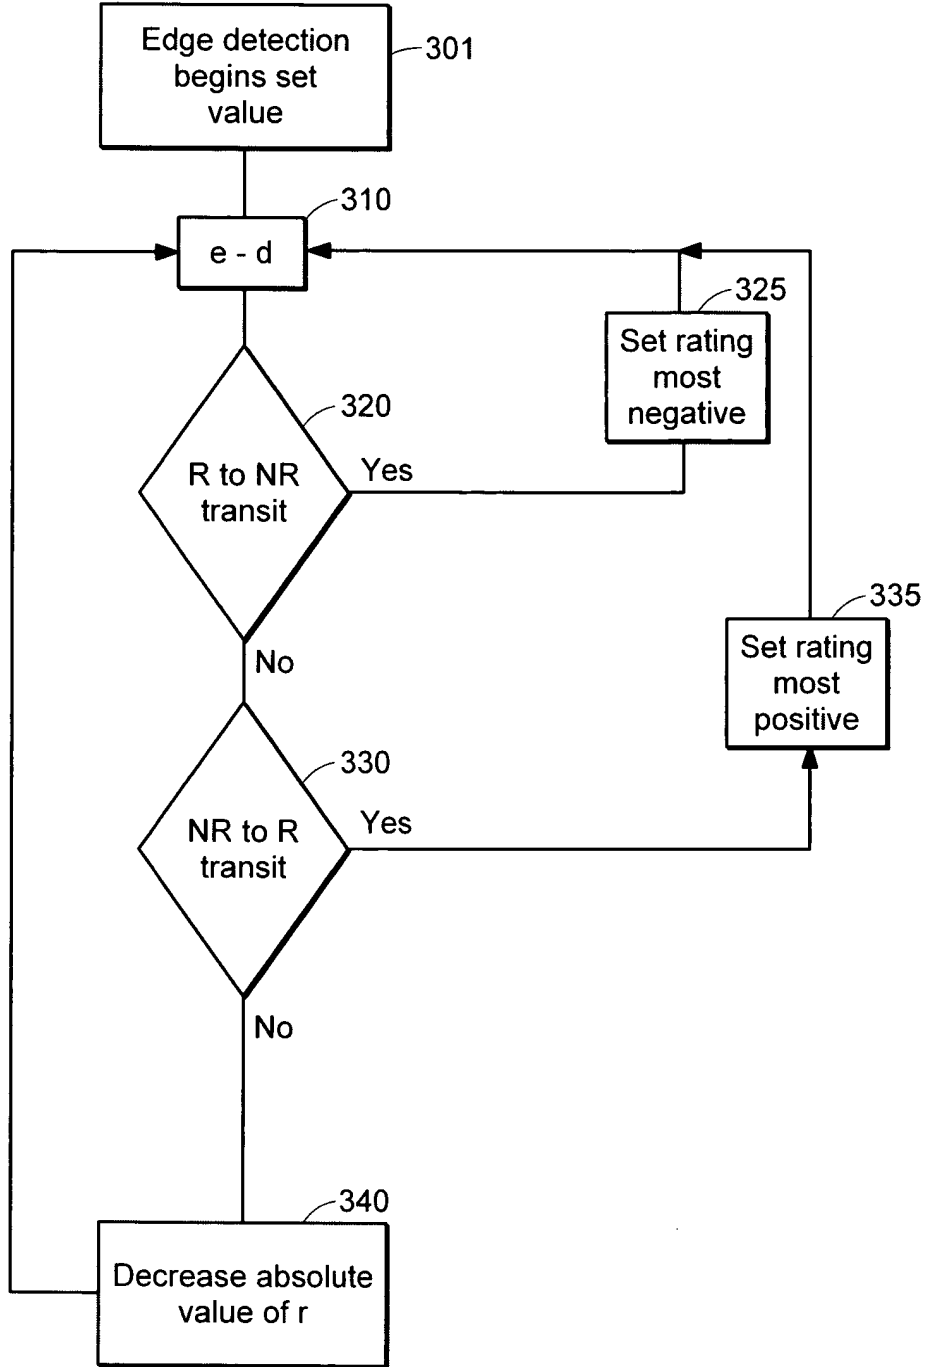 Edge detection
begins set
value
301
310
e - d
325
Set rating
most
negative
320
R to NR
transit
Yes
No
335
Set rating
most
positive
330
NR to R
transit
Yes
No
340
Decrease absolute
value of r